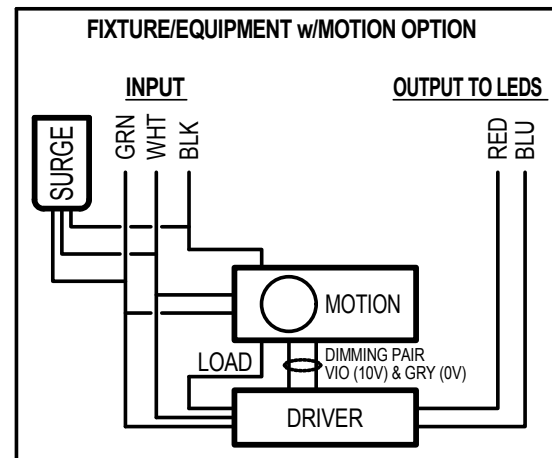 FIXTURE/EQUIPMENT w/MOTION OPTION
INPUT
OUTPUT TO LEDS
SURGE
GRN
WHT
BLK
RED
BLU
MOTION
LOAD
DIMMING PAIR
VIO (10V) & GRY (0V)
DRIVER